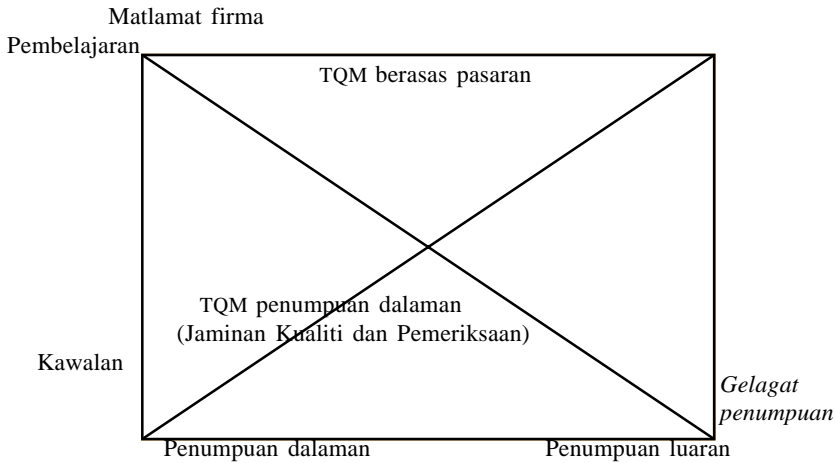 Matlamat firma
Pembelajaran
TQM berasas pasaran
TQM penumpuan dalaman
(Jaminan Kualiti dan Pemeriksaan)
Kawalan
Gelagat
penumpuan
Penumpuan dalaman
Penumpuan luaran